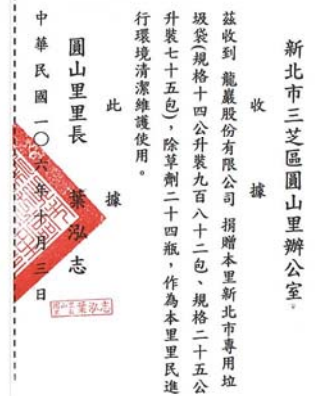 新北市三芝區圓山里辦公室。
收據
茲收到 龍巖股份有限公司 捐贈本里新北市專用垃
圾袋(規格十四公升裝九百八十二包、規格二十五公
升裝七十五包)，除草劑二十四瓶，作為本里里民進
行環境清潔維護使用。
此據
圓山里里長 葉泓志
中華民國一〇六年十月三日
葉泓志